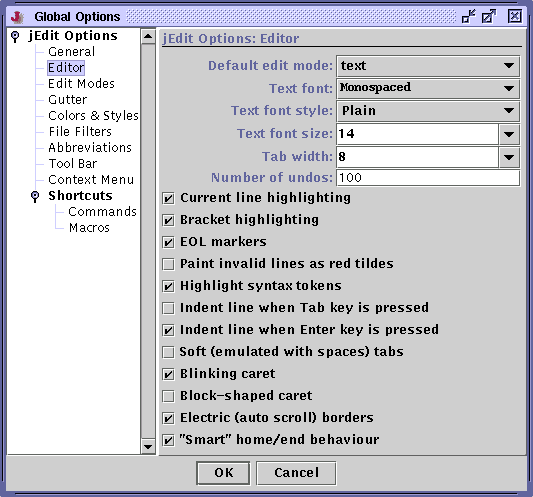 Global Options
jEdit Options
General
Editor
Edit Modes
Gutter
Colors & Styles
File Filters
Abbreviations
Tool Bar
Context Menu
Shortcuts
Commands
Macros
jEdit Options: Editor
Default edit mode: text
Text font: Monospaced
Text font style: Plain
Text font size: 14
Tab width: 8
Number of undos: 100
Current line highlighting
Bracket highlighting
EOL markers
Paint invalid lines as red tildes
Highlight syntax tokens
Indent line when Tab key is pressed
Indent line when Enter key is pressed
Soft (emulated with spaces) tabs
Blinking caret
Block-shaped caret
Electric (auto scroll) borders
"Smart" home/end behaviour
OK Cancel